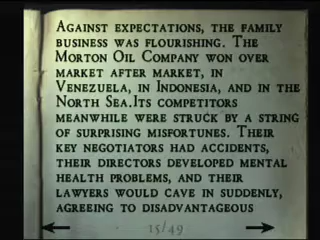 Against expectations, the family
business was flourishing. The
Morton Oil Company won over
market after market, in
Venezuela, in Indonesia, and in the
North Sea.Its competitors
meanwhile were struck by a string
of surprising misfortunes. Their
key negotiators had accidents,
their directors developed mental
health problems, and their
lawyers would cave in suddenly,
agreeing to disadvantageous
15/49